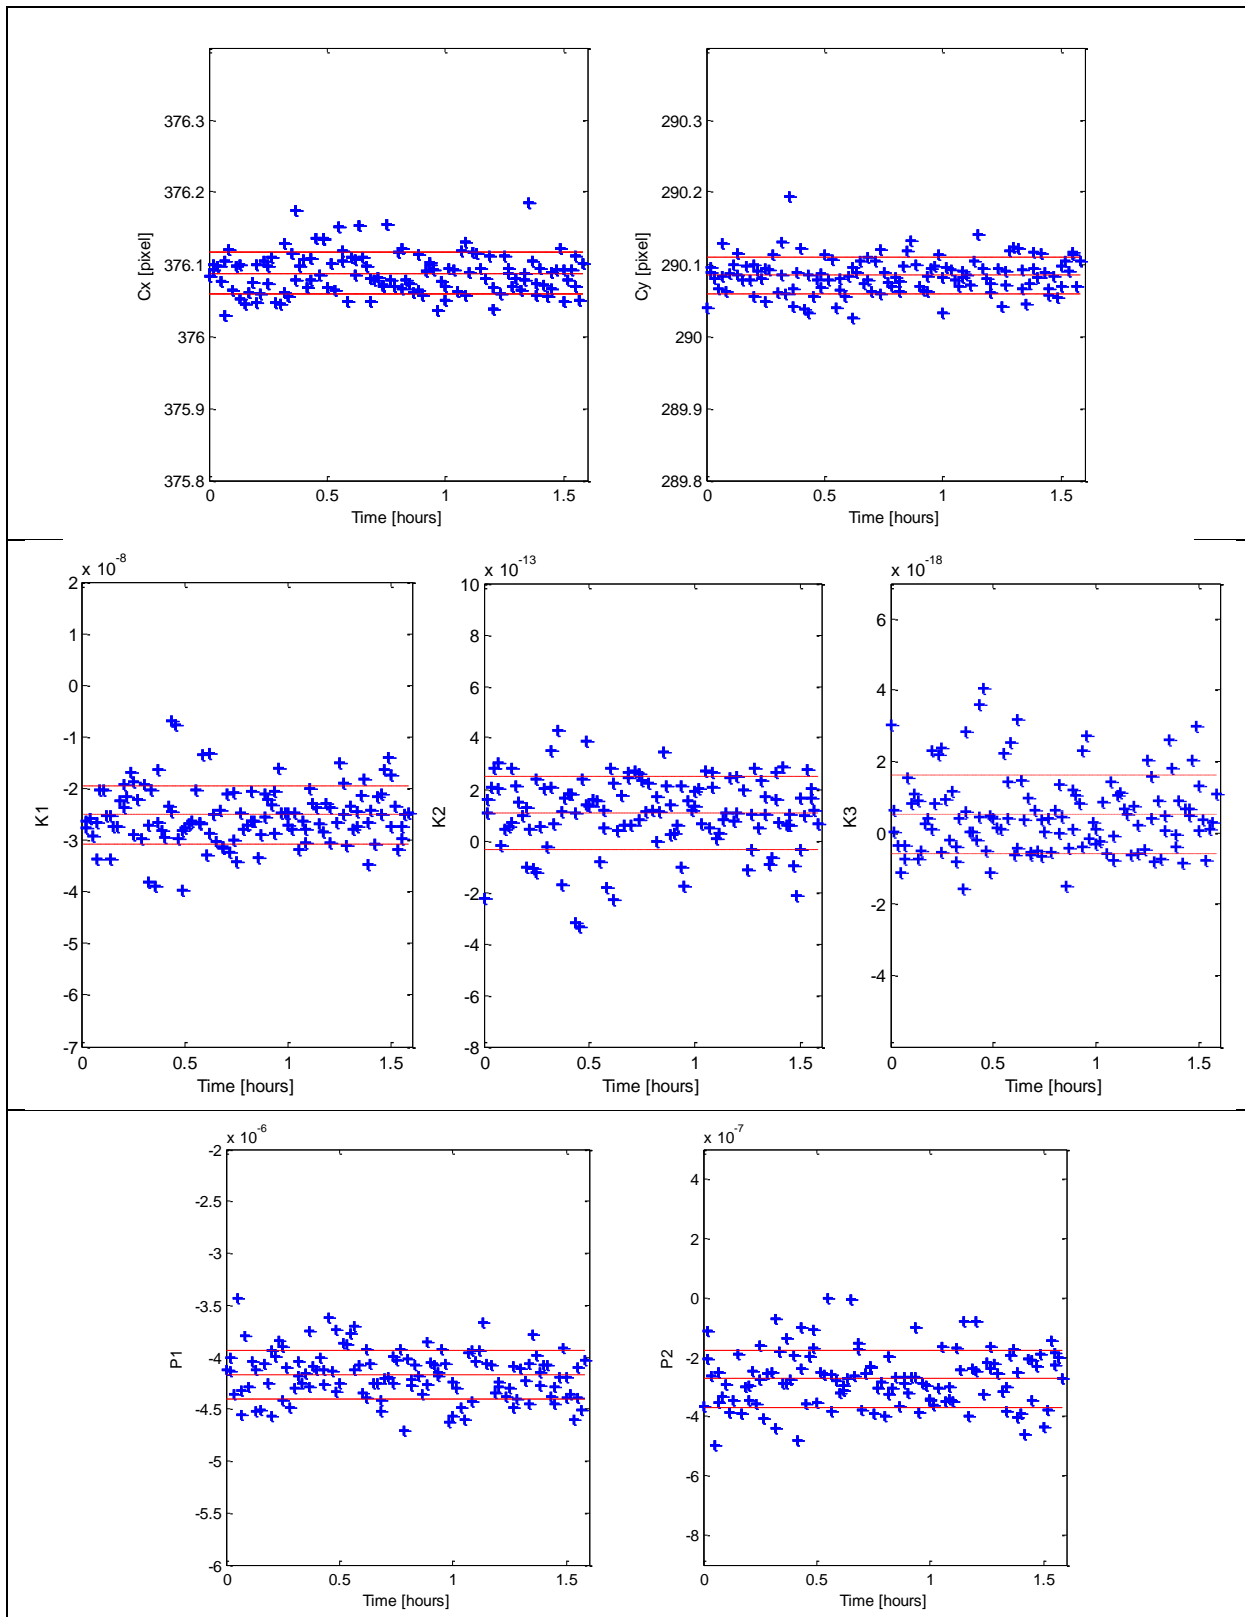 376.3
376.2
376.1
376
375.9
375.8
Cx [pixel]
0 0.5 1 1.5
Time [hours]
290.3
290.2
290.1
290
289.9
289.8
Cy [pixel]
0 0.5 1 1.5
Time [hours]
x 10-8
2
1
0
-1
-2
-3
-4
-5
-6
-7
K1
0 0.5 1 1.5
Time [hours]
x 10-13
10
8
6
4
2
0
-2
-4
-6
-8
K2
0 0.5 1 1.5
Time [hours]
x 10-18
6
4
2
0
-2
-4
K3
0 0.5 1 1.5
Time [hours]
x 10-6
-2
-2.5
-3
-3.5
-4
-4.5
-5
-5.5
-6
P1
0 0.5 1 1.5
Time [hours]
x 10-7
4
2
0
-2
-4
-6
-8
P2
0 0.5 1 1.5
Time [hours]